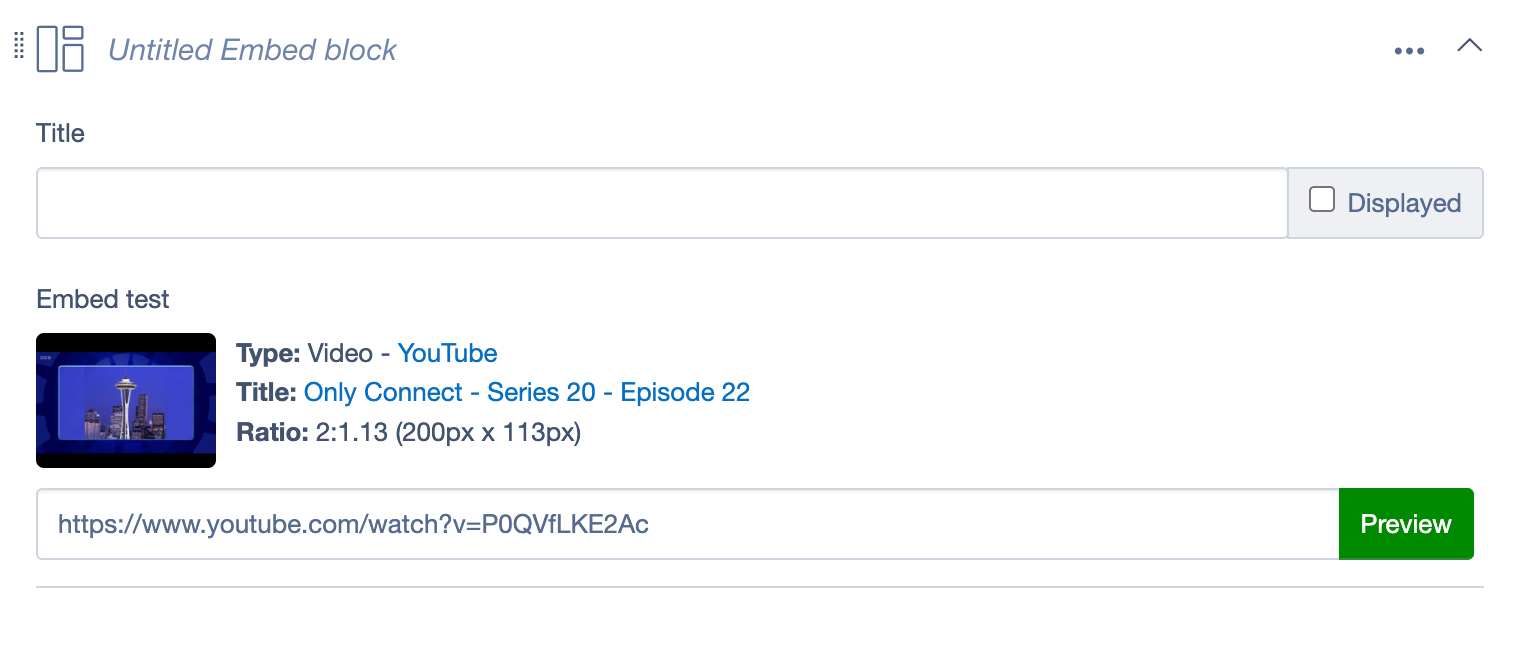 Untitled Embed block
Title
Displayed
Embed test
Type: Video - YouTube
Title: Only Connect - Series 20 - Episode 22
Ratio: 2:1.13 (200px x 113px)
https://www.youtube.com/watch?v=P0QVfLKE2Ac
Preview